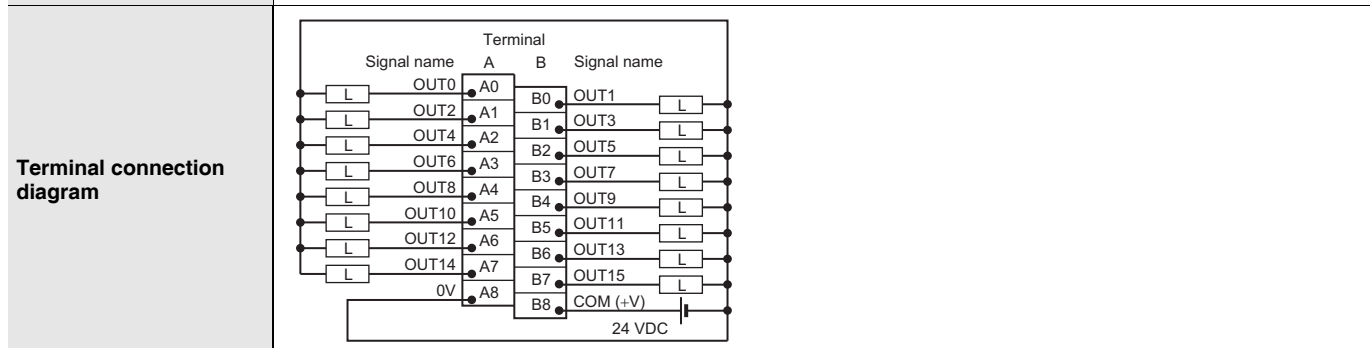 Terminal connection
diagram
Terminal
Signal name A B Signal name
OUT0 A0
L
B0 OUT1
L
OUT2 A1
L
B1 OUT3
L
OUT4 A2
L
B2 OUT5
L
OUT6 A3
L
B3 OUT7
L
OUT8 A4
L
B4 OUT9
L
OUT10 A5
L
B5 OUT11
L
OUT12 A6
L
B6 OUT13
L
OUT14 A7
L
B7 OUT15
L
0V A8
B8 COM (+V)
24 VDC